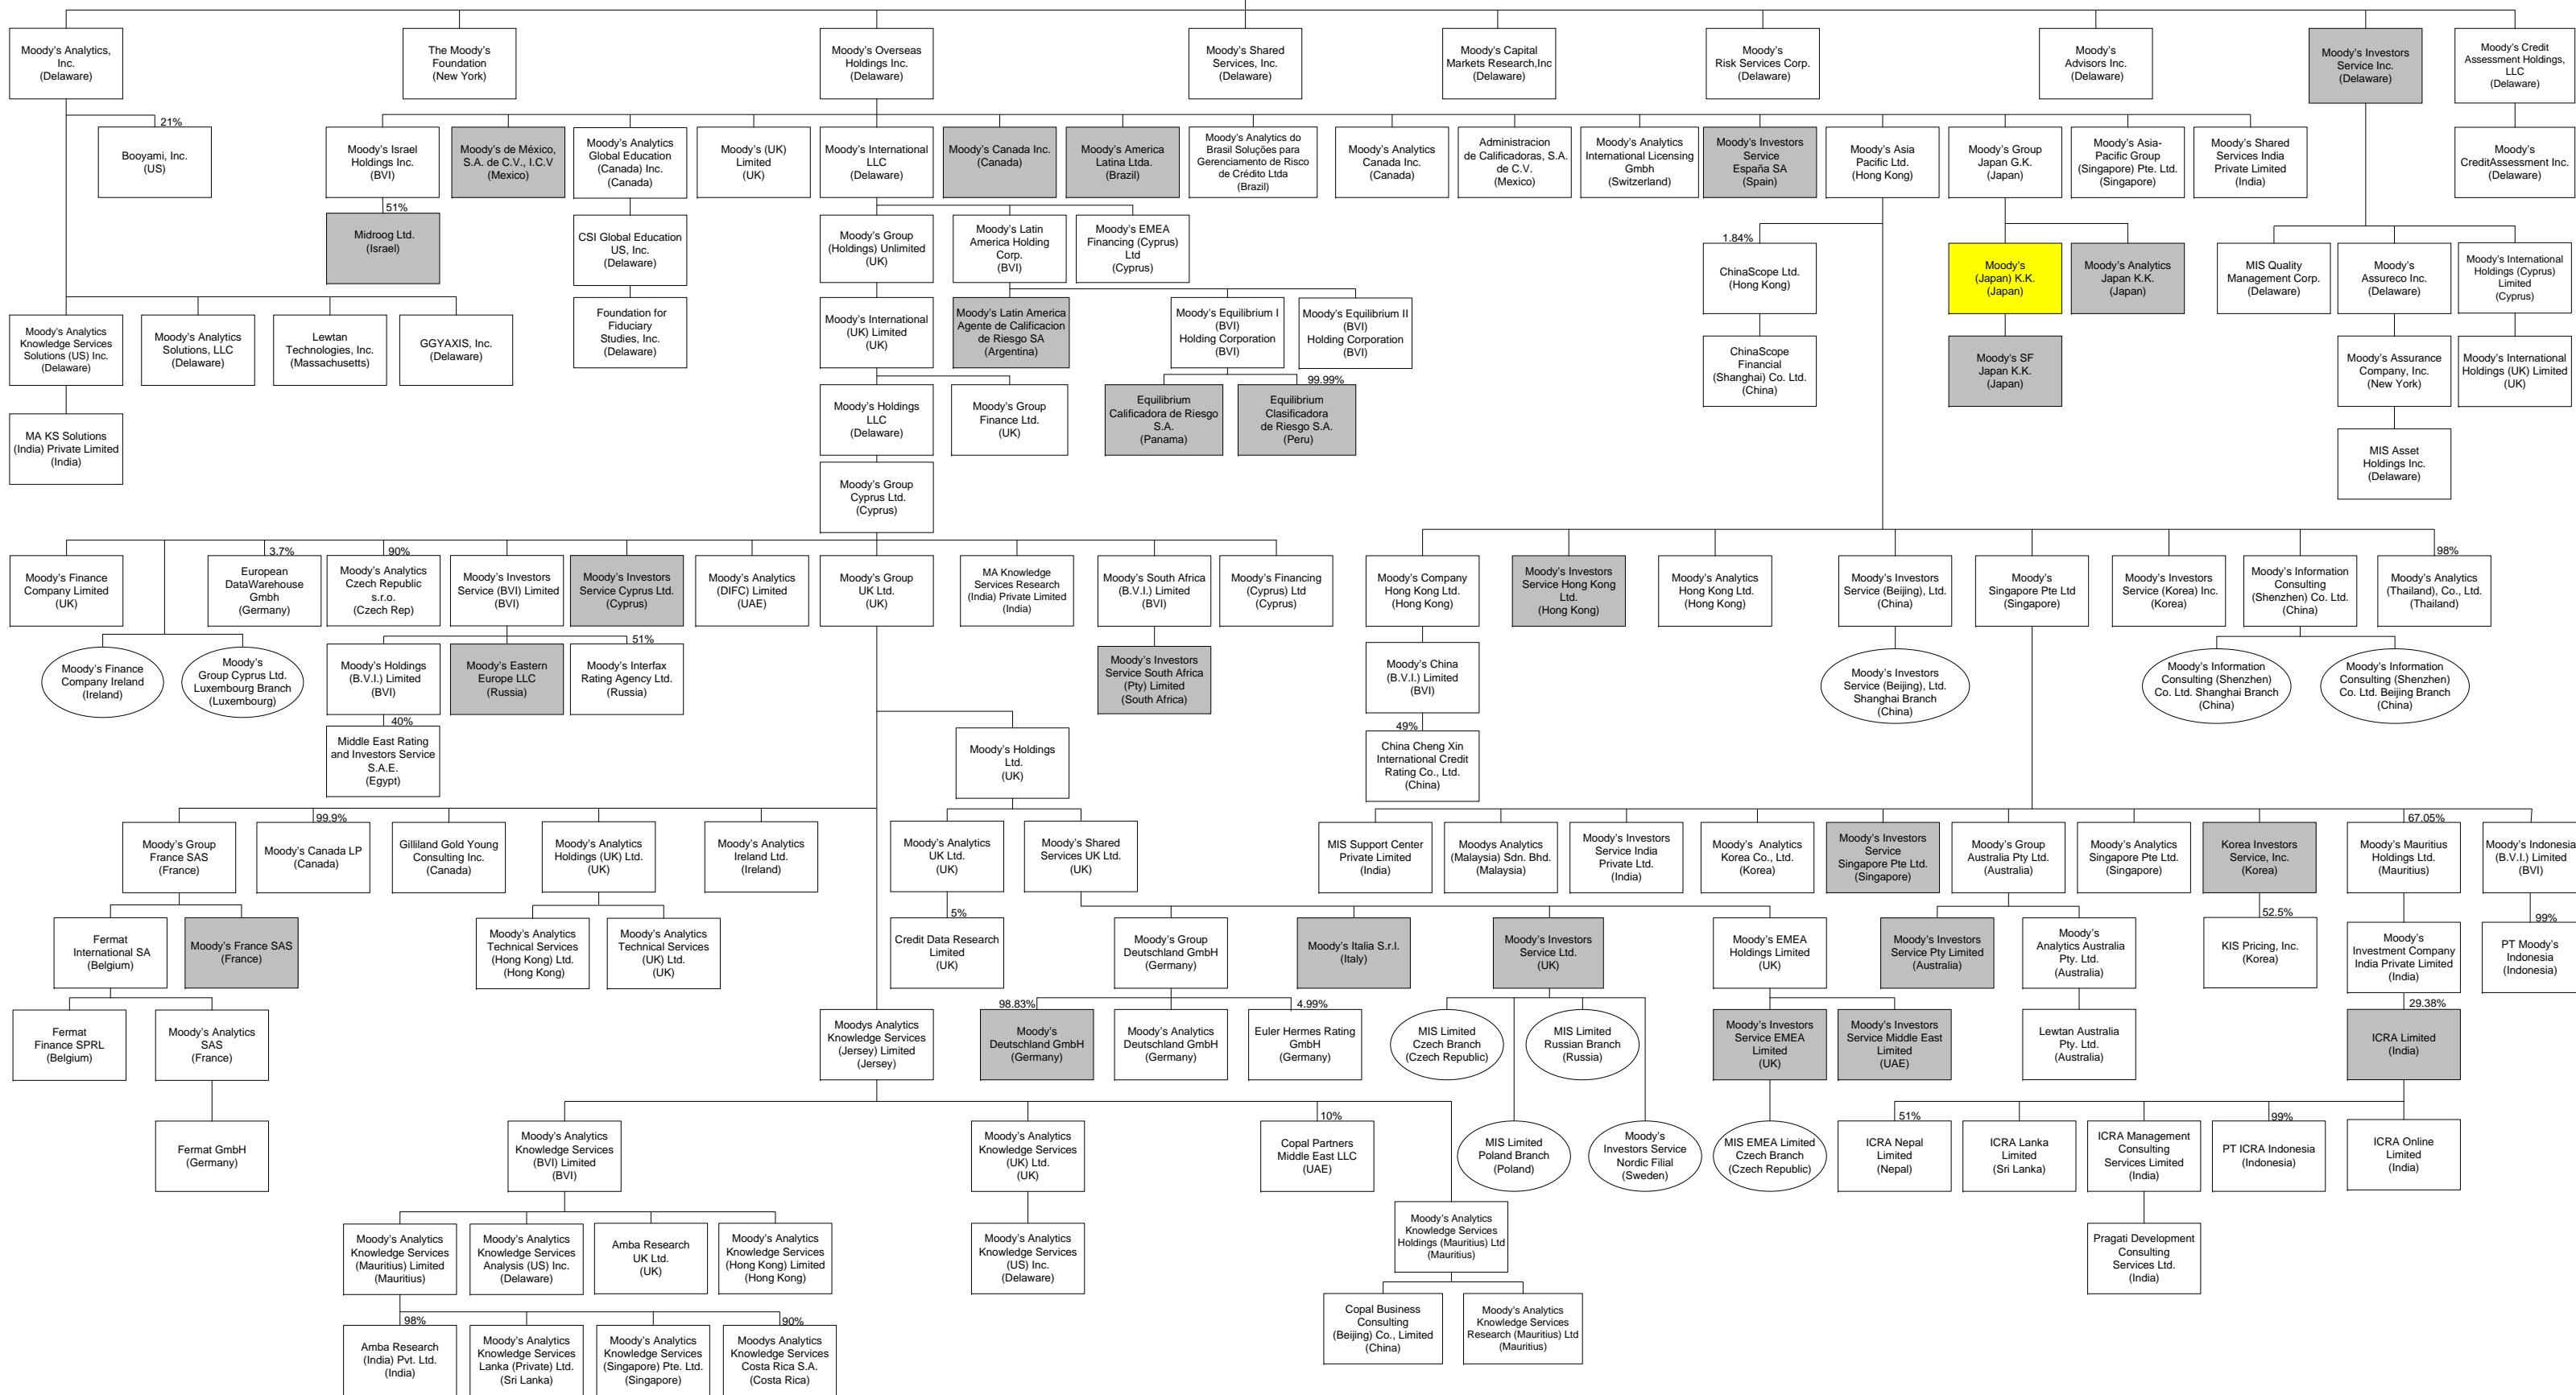 Moody's Analytics,
Inc.
(Delaware)
The Moody's
Foundation
(New York)
Moody's Overseas
Holdings Inc.
(Delaware)
Moody's Shared
Services, Inc.
(Delaware)
Moody's Capital
Markets Research,Inc
(Delaware)
Moody's
Risk Services Corp.
(Delaware)
Moody's
Advisors Inc.
(Delaware)
Moody's Investors
Service Inc.
(Delaware)
Moody's Credit
Assessment Holdings,
LLC
(Delaware)
21%
Booyami, Inc.
(US)
Moody's Israel
Holdings Inc.
(BVI)
Moody's de México,
S.A. de C.V., I.C.V
(Mexico)
Moody's Analytics
Global Education
(Canada) Inc.
(Canada)
Moody's (UK)
Limited
(UK)
Moody's International
LLC
(Delaware)
Moody's Canada Inc.
(Canada)
Moody's America
Latina Ltda.
(Brazil)
Moody's Analytics do
Brasil Soluções para
Gerenciamento de Risco
de Crédito Ltda
(Brazil)
Moody's Analytics
Canada Inc.
(Canada)
Administracion
de Calificadoras, S.A.
de C.V.
(Mexico)
Moody's Analytics
International Licensing
Gmbh
(Switzerland)
Moody's Investors
Service
España SA
(Spain)
Moody's Asia
Pacific Ltd.
(Hong Kong)
Moody's Group
Japan G.K.
(Japan)
Moody's Asia-
Pacific Group
(Singapore) Pte. Ltd.
(Singapore)
Moody's Shared
Services India
Private Limited
(India)
Moody's
CreditAssessment Inc.
(Delaware)
51%
Midroog Ltd.
(Israel)
CSI Global Education
US, Inc.
(Delaware)
Moody's Group
(Holdings) Unlimited
(UK)
Moody's Latin
America Holding
Corp.
(BVI)
Moody's EMEA
Financing (Cyprus)
Ltd
(Cyprus)
1.84%
ChinaScope Ltd.
(Hong Kong)
Moody's
(Japan) K.K.
(Japan)
Moody's Analytics
Japan K.K.
(Japan)
MIS Quality
Management Corp.
(Delaware)
Moody's
Assureco Inc.
(Delaware)
Moody's International
Holdings (Cyprus)
Limited
(Cyprus)
Moody's Analytics
Knowledge Services
Solutions (US) Inc.
(Delaware)
Moody's Analytics
Solutions, LLC
(Delaware)
Lewtan
Technologies, Inc.
(Massachusetts)
GGYAXIS, Inc.
(Delaware)
Foundation for
Fiduciary
Studies, Inc.
(Delaware)
Moody's International
(UK) Limited
(UK)
Moody's Latin America
Agente de Calificacion
de Riesgo SA
(Argentina)
Moody's Equilibrium I
(BVI)
Holding Corporation
(BVI)
Moody's Equilibrium II
(BVI)
Holding Corporation
(BVI)
ChinaScope
Financial
(Shanghai) Co. Ltd.
(China)
Moody's SF
Japan K.K.
(Japan)
Moody's Assurance
Company, Inc.
(New York)
Moody's International
Holdings (UK) Limited
(UK)
MA KS Solutions
(India) Private Limited
(India)
Moody's Holdings
LLC
(Delaware)
Moody's Group
Finance Ltd.
(UK)
Equilibrium
Calificadora de Riesgo
S.A.
(Panama)
99.99%
Equilibrium
Clasificadora
de Riesgo S.A.
(Peru)
MIS Asset
Holdings Inc.
(Delaware)
Moody's Group
Cyprus Ltd.
(Cyprus)
Moody's Finance
Company Limited
(UK)
3.7%
European
DataWarehouse
Gmbh
(Germany)
90%
Moody's Analytics
Czech Republic
s.r.o.
(Czech Rep)
Moody's Investors
Service (BVI) Limited
(BVI)
Moody's Investors
Service Cyprus Ltd.
(Cyprus)
Moody's Analytics
(DIFC) Limited
(UAE)
Moody's Group
UK Ltd.
(UK)
MA Knowledge
Services Research
(India) Private Limited
(India)
Moody's South Africa
(B.V.I.) Limited
(BVI)
Moody's Financing
(Cyprus) Ltd
(Cyprus)
Moody's Company
Hong Kong Ltd.
(Hong Kong)
Moody's Investors
Service Hong Kong
Ltd.
(Hong Kong)
Moody's Analytics
Hong Kong Ltd.
(Hong Kong)
Moody's Investors
Service (Beijing), Ltd.
(China)
Moody's
Singapore Pte Ltd
(Singapore)
Moody's Investors
Service (Korea) Inc.
(Korea)
Moody's Information
Consulting
(Shenzhen) Co. Ltd.
(China)
98%
Moody's Analytics
(Thailand), Co., Ltd.
(Thailand)
Moody's Finance
Company Ireland
(Ireland)
Moody's
Group Cyprus Ltd.
Luxembourg Branch
(Luxembourg)
Moody's Holdings
(B.V.I.) Limited
(BVI)
Moody's Eastern
Europe LLC
(Russia)
51%
Moody's Interfax
Rating Agency Ltd.
(Russia)
Moody's Investors
Service South Africa
(Pty) Limited
(South Africa)
Moody's China
(B.V.I.) Limited
(BVI)
Moody's Investors
Service (Beijing), Ltd.
Shanghai Branch
(China)
Moody's Information
Consulting (Shenzhen)
Co. Ltd. Shanghai Branch
(China)
Moody's Information
Consulting (Shenzhen)
Co. Ltd. Beijing Branch
(China)
40%
Middle East Rating
and Investors Service
S.A.E.
(Egypt)
Moody's Holdings
Ltd.
(UK)
49%
China Cheng Xin
International Credit
Rating Co., Ltd.
(China)
Moody's Group
France SAS
(France)
99.9%
Moody's Canada LP
(Canada)
Gilliland Gold Young
Consulting Inc.
(Canada)
Moody's Analytics
Holdings (UK) Ltd.
(UK)
Moody's Analytics
Ireland Ltd.
(Ireland)
Moody's Analytics
UK Ltd.
(UK)
Moody's Shared
Services UK Ltd.
(UK)
MIS Support Center
Private Limited
(India)
Moodys Analytics
(Malaysia) Sdn. Bhd.
(Malaysia)
Moody's Investors
Service India
Private Ltd.
(India)
Moody's Analytics
Korea Co., Ltd.
(Korea)
Moody's Investors
Service
Singapore Pte Ltd.
(Singapore)
Moody's Group
Australia Pty Ltd.
(Australia)
Moody's Analytics
Singapore Pte Ltd.
(Singapore)
Korea Investors
Service, Inc.
(Korea)
67.05%
Moody's Mauritius
Holdings Ltd.
(Mauritius)
Moody's Indonesia
(B.V.I.) Limited
(BVI)
Fermat
International SA
(Belgium)
Moody's France SAS
(France)
Moody's Analytics
Technical Services
(Hong Kong) Ltd.
(Hong Kong)
Moody's Analytics
Technical Services
(UK) Ltd.
(UK)
5%
Credit Data Research
Limited
(UK)
Moody's Group
Deutschland GmbH
(Germany)
Moody's Italia S.r.l.
(Italy)
Moody's Investors
Service Ltd.
(UK)
Moody's EMEA
Holdings Limited
(UK)
Moody's Investors
Service Pty Limited
(Australia)
Moody's
Analytics Australia
Pty. Ltd.
(Australia)
52.5%
KIS Pricing, Inc.
(Korea)
Moody's
Investment Company
India Private Limited
(India)
99%
PT Moody's
Indonesia
(Indonesia)
Fermat
Finance SPRL
(Belgium)
Moody's Analytics
SAS
(France)
Moodys Analytics
Knowledge Services
(Jersey) Limited
(Jersey)
98.83%
Moody's
Deutschland GmbH
(Germany)
Moody's Analytics
Deutschland GmbH
(Germany)
4.99%
Euler Hermes Rating
GmbH
(Germany)
MIS Limited
Czech Branch
(Czech Republic)
MIS Limited
Russian Branch
(Russia)
Moody's Investors
Service EMEA
Limited
(UK)
Moody's Investors
Service Middle East
Limited
(UAE)
Lewtan Australia
Pty. Ltd.
(Australia)
29.38%
ICRA Limited
(India)
Fermat GmbH
(Germany)
Moody's Analytics
Knowledge Services
(BVI) Limited
(BVI)
Moody's Analytics
Knowledge Services
(UK) Ltd.
(UK)
10%
Copal Partners
Middle East LLC
(UAE)
MIS Limited
Poland Branch
(Poland)
Moody's
Investors Service
Nordic Filial
(Sweden)
MIS EMEA Limited
Czech Branch
(Czech Republic)
51%
ICRA Nepal
Limited
(Nepal)
ICRA Lanka
Limited
(Sri Lanka)
ICRA Management
Consulting
Services Limited
(India)
99%
PT ICRA Indonesia
(Indonesia)
ICRA Online
Limited
(India)
Moody's Analytics
Knowledge Services
(Mauritius) Limited
(Mauritius)
Moody's Analytics
Knowledge Services
Analysis (US) Inc.
(Delaware)
Amba Research
UK Ltd.
(UK)
Moody's Analytics
Knowledge Services
(Hong Kong) Limited
(Hong Kong)
Moody's Analytics
Knowledge Services
(US) Inc.
(Delaware)
Moody's Analytics
Knowledge Services
Holdings (Mauritius) Ltd
(Mauritius)
Pragati Development
Consulting
Services Ltd.
(India)
98%
Amba Research
(India) Pvt. Ltd.
(India)
Moody's Analytics
Knowledge Services
Lanka (Private) Ltd.
(Sri Lanka)
Moody's Analytics
Knowledge Services
(Singapore) Pte. Ltd.
(Singapore)
90%
Moodys Analytics
Knowledge Services
Costa Rica S.A.
(Costa Rica)
Copal Business
Consulting
(Beijing) Co., Limited
(China)
Moody's Analytics
Knowledge Services
Research (Mauritius) Ltd
(Mauritius)